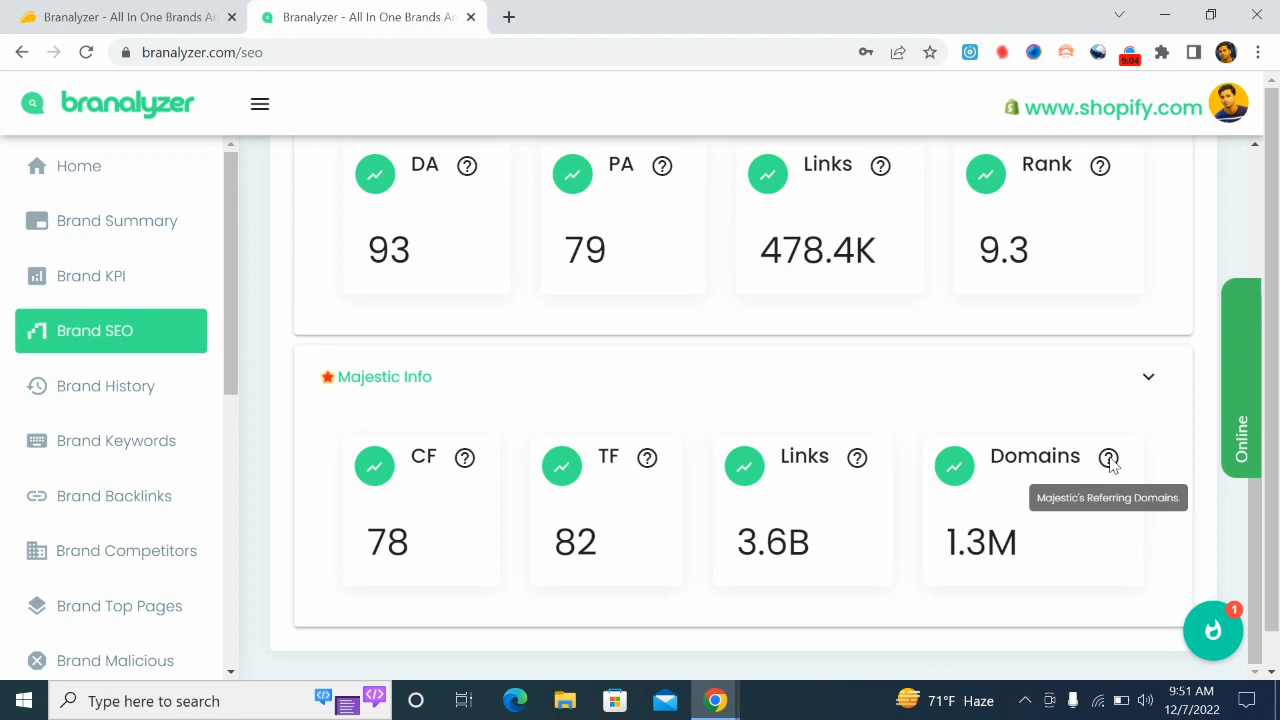 Branalyzer - All In One Brands An
Branalyzer - All In One Brands An
branalyzer.com/seo
9:04
branalyzer
www.shopify.com
Home
Brand Summary
Brand KPI
Brand SEO
Brand History
Brand Keywords
Brand Backlinks
Brand Competitors
Brand Top Pages
Brand Malicious
DA
PA
Links
Rank
93
79
478.4K
9.3
Majestic Info
CF
TF
Links
Domains
Majestic's Referring Domains.
78
82
3.6B
1.3M
Online
1
Type here to search
71°F Haze
9:51 AM
12/7/2022